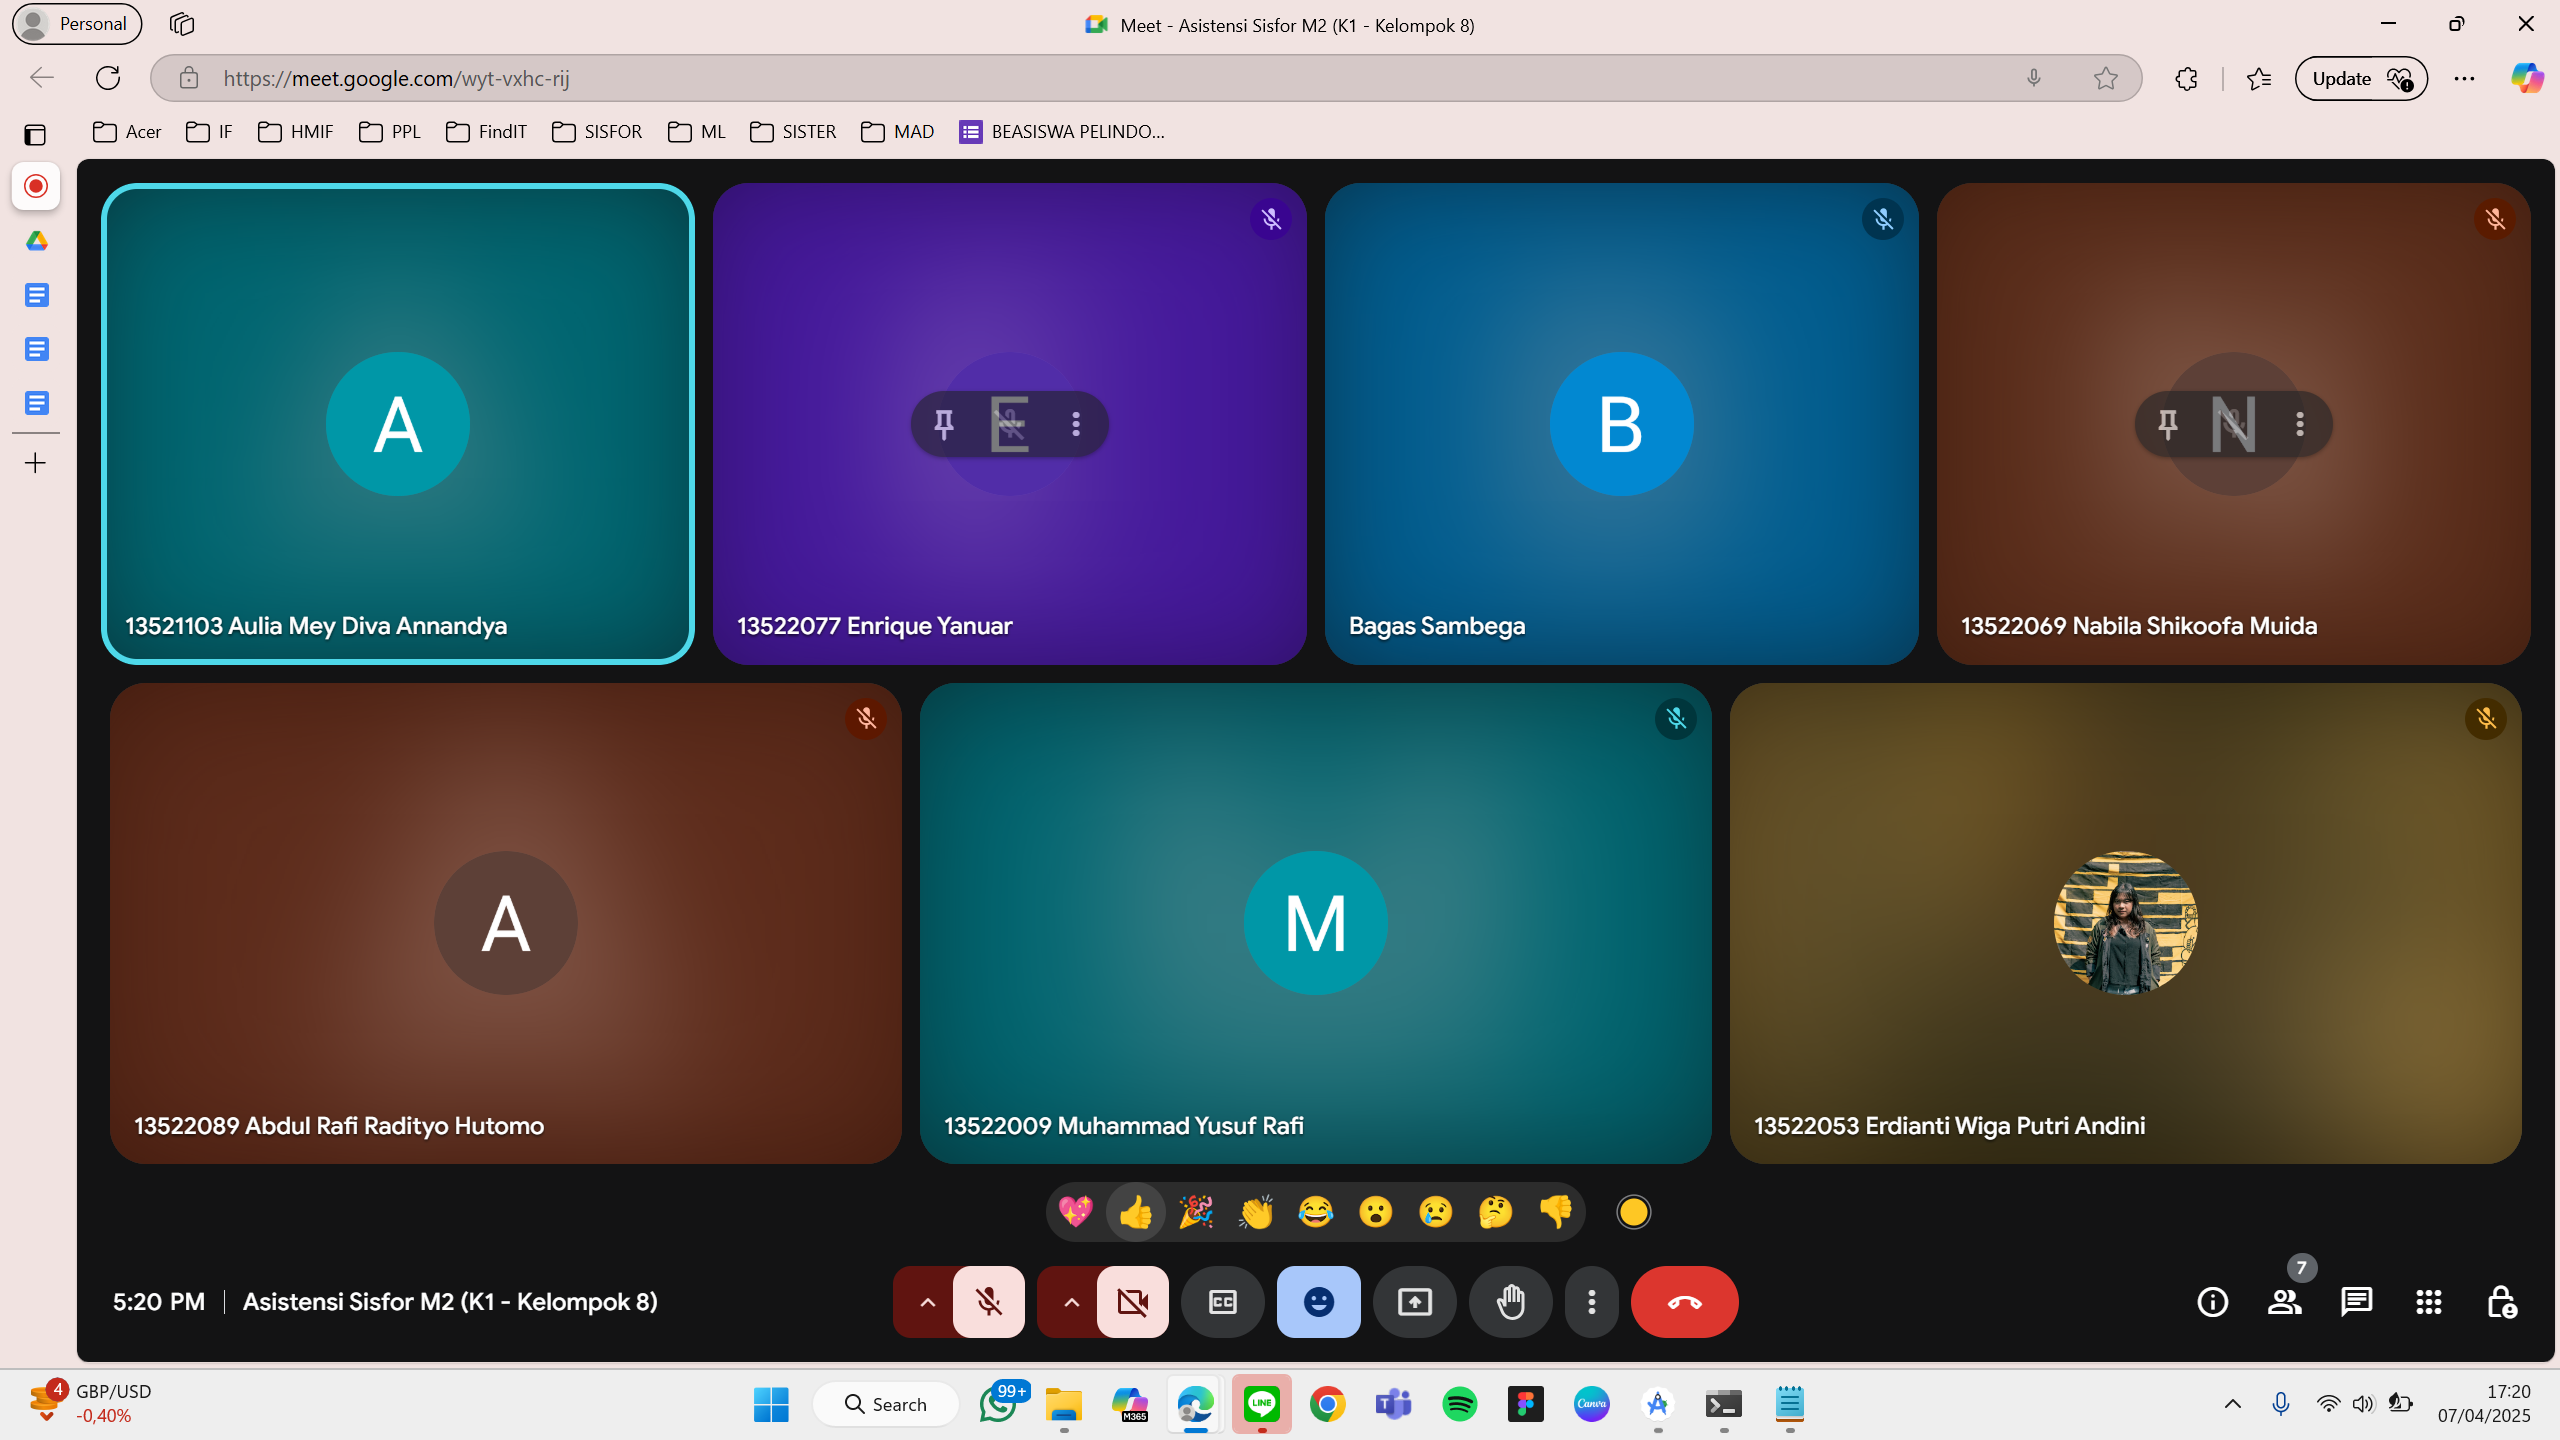 Personal
Meet - Asistensi Sisfor M2 (K1 - Kelompok 8)
https://meet.google.com/wyt-vxhc-rij
Update
Acer
IF
HMIF
PPL
FindIT
SISFOR
ML
SISTER
MAD
BEASISWA PELINDO...
A
13521103 Aulia Mey Diva Annandya
E
13522077 Enrique Yanuar
B
Bagas Sambega
N
13522069 Nabila Shikoofa Muida
A
13522089 Abdul Rafi Radityo Hutomo
M
13522009 Muhammad Yusuf Rafi
13522053 Erdianti Wiga Putri Andini
5:20 PM
Asistensi Sisfor M2 (K1 - Kelompok 8)
CC
7
4
GBP/USD
-0,40%
Search
99+
M365
LINE
Canva
17:20
07/04/2025